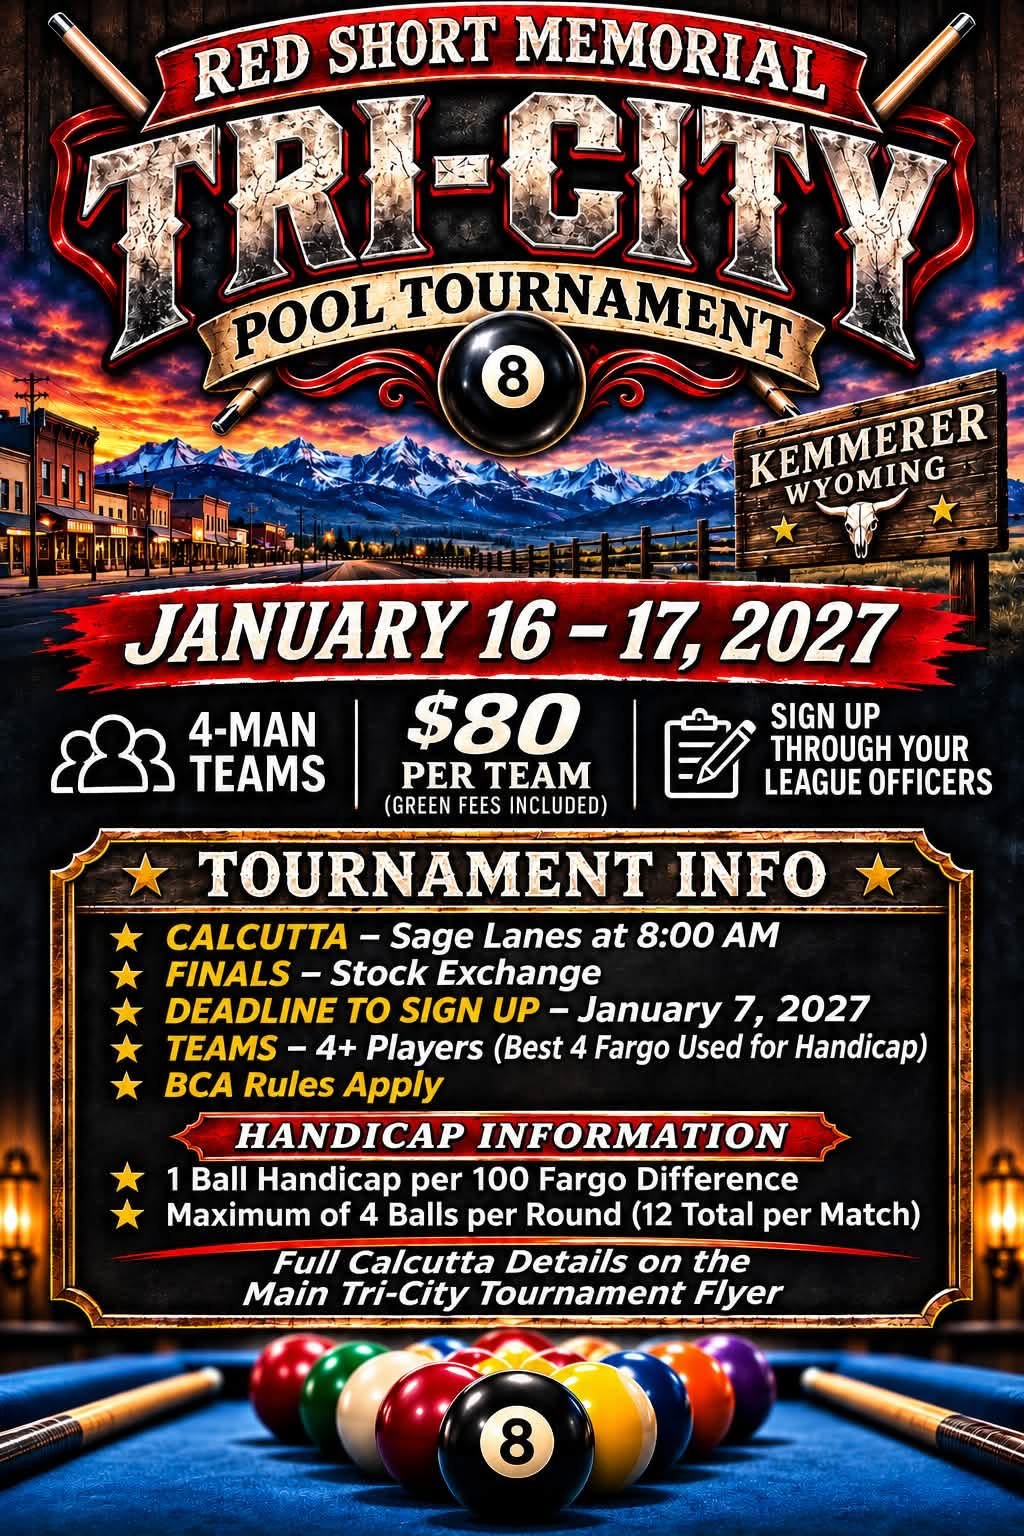 RED SHORT MEMORIAL
TRI-CITY
POOL TOURNAMENT
8
KEMMERER
WYOMING
JANUARY 16 – 17, 2027
4-MAN
TEAMS
$80
PER TEAM
(GREEN FEES INCLUDED)
SIGN UP
THROUGH YOUR
LEAGUE OFFICERS
TOURNAMENT INFO
CALCUTTA – Sage Lanes at 8:00 AM
FINALS – Stock Exchange
DEADLINE TO SIGN UP – January 7, 2027
TEAMS – 4+ Players (Best 4 Fargo Used for Handicap)
BCA Rules Apply
HANDICAP INFORMATION
1 Ball Handicap per 100 Fargo Difference
Maximum of 4 Balls per Round (12 Total per Match)
Full Calcutta Details on the
Main Tri-City Tournament Flyer
8